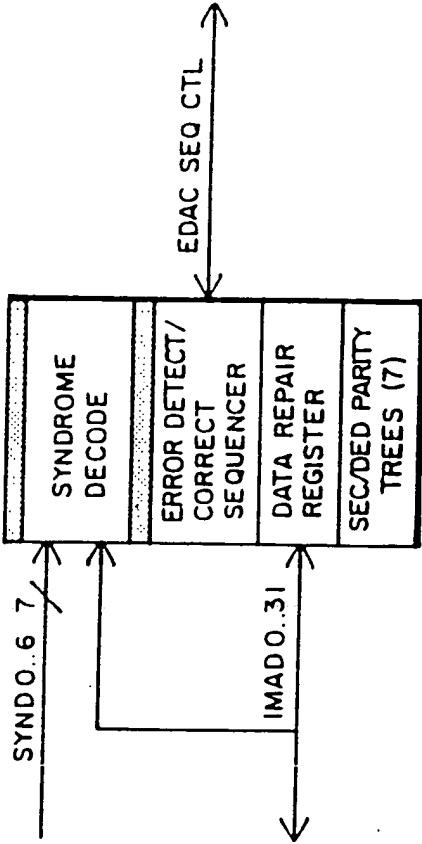 SYND0..6 7
SYNDROME
DECODE
ERROR DETECT/
CORRECT
SEQUENCER
EDAC SEQ CTL
IMAD0..31
DATA REPAIR
REGISTER
SEC/DED PARITY
TREES (7)